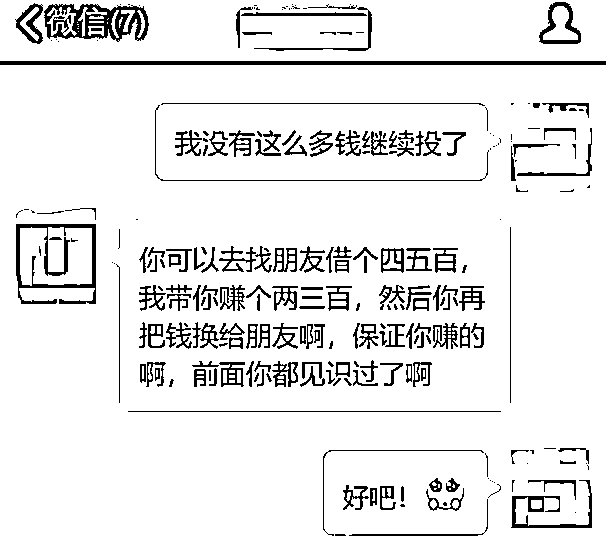 微信(7)
我没有这么多钱继续投了
你可以去找朋友借个四五百，
我带你赚个两三百，然后你再
把钱换给朋友啊，保证你赚的
啊，前面你都见识过了啊
好吧！